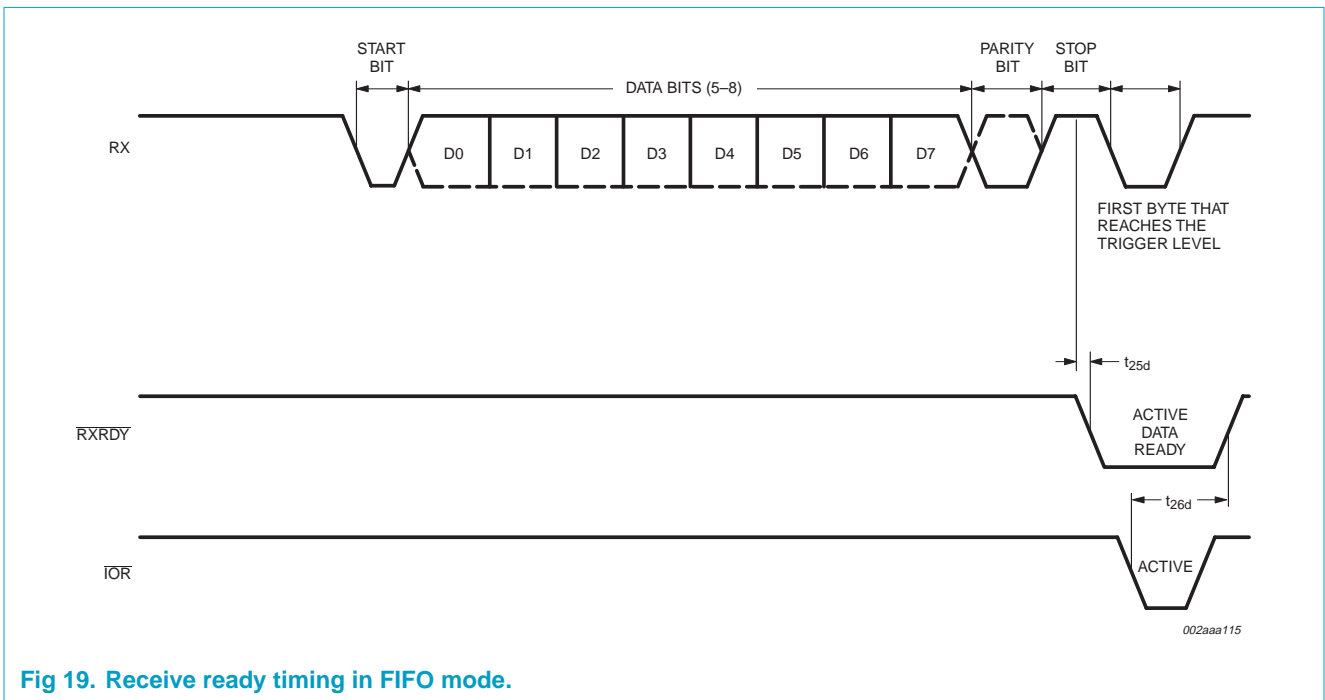 START
BIT
DATA BITS (5–8)
PARITY
BIT
STOP
BIT
RX
D0
D1
D2
D3
D4
D5
D6
D7
FIRST BYTE THAT
REACHES THE
TRIGGER LEVEL
t25d
RXRDY
ACTIVE
DATA
READY
t26d
IOR
ACTIVE
002aaa115
Fig 19. Receive ready timing in FIFO mode.